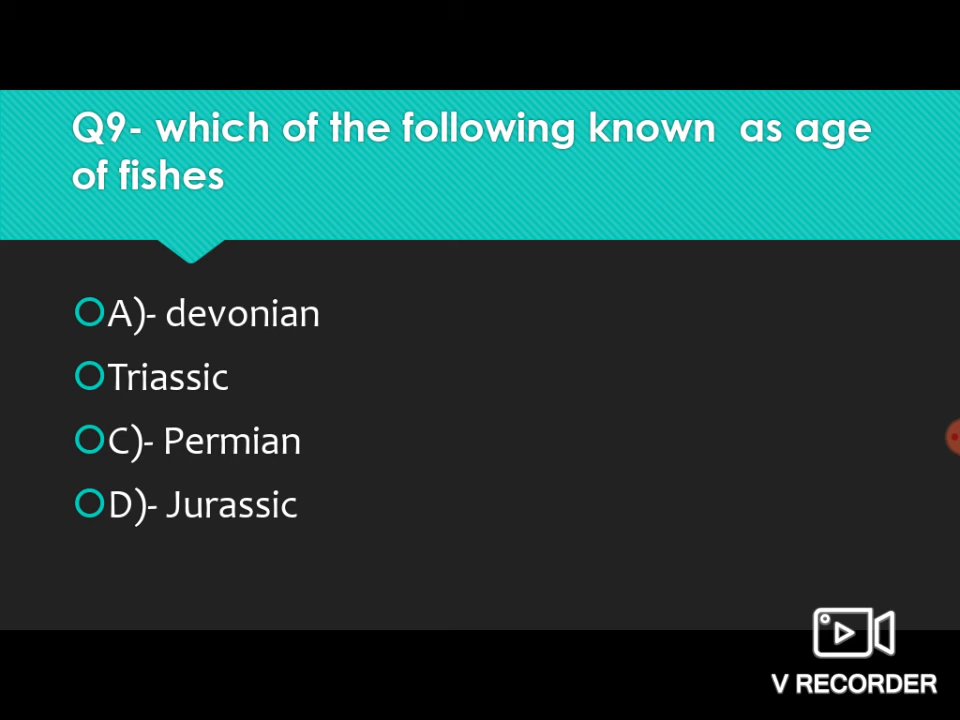 Q9- which of the following known as age
of fishes
A)- devonian
Triassic
C)- Permian
D)- Jurassic
V RECORDER